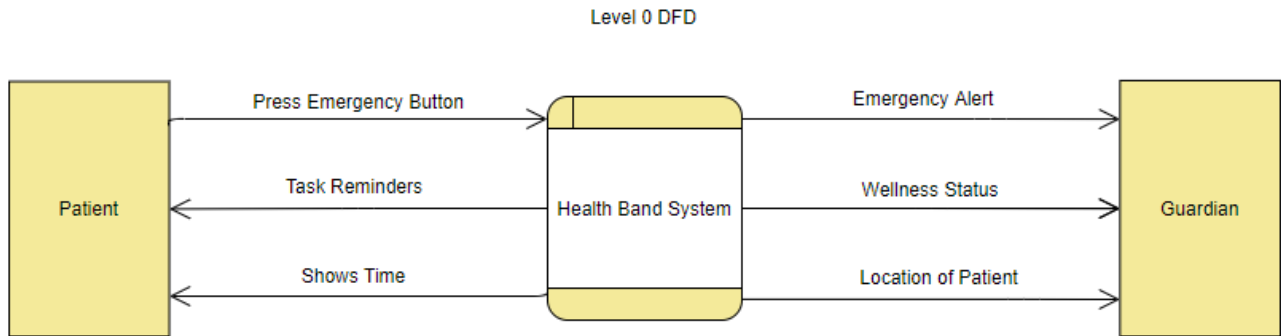 Level 0 DFD
Press Emergency Button
Emergency Alert
Task Reminders
Wellness Status
Patient
Health Band System
Guardian
Shows Time
Location of Patient